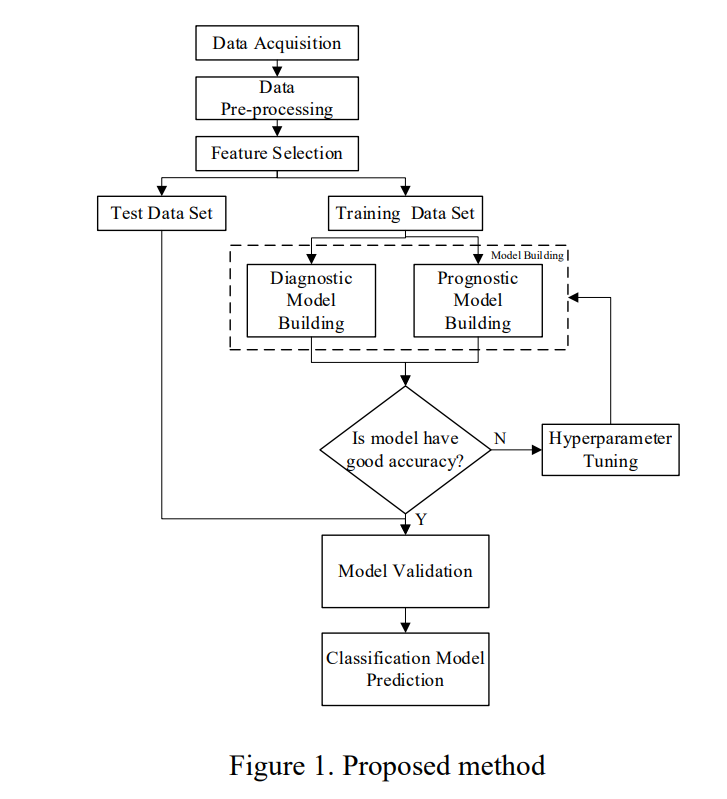 Data Acquisition
Data
Pre-processing
Feature Selection
Test Data Set
Training Data Set
Model Building
Diagnostic
Model
Building
Prognostic
Model
Building
Is model have
good accuracy?
N
Hyperparameter
Tuning
Y
Model Validation
Classification Model
Prediction
Figure 1. Proposed method